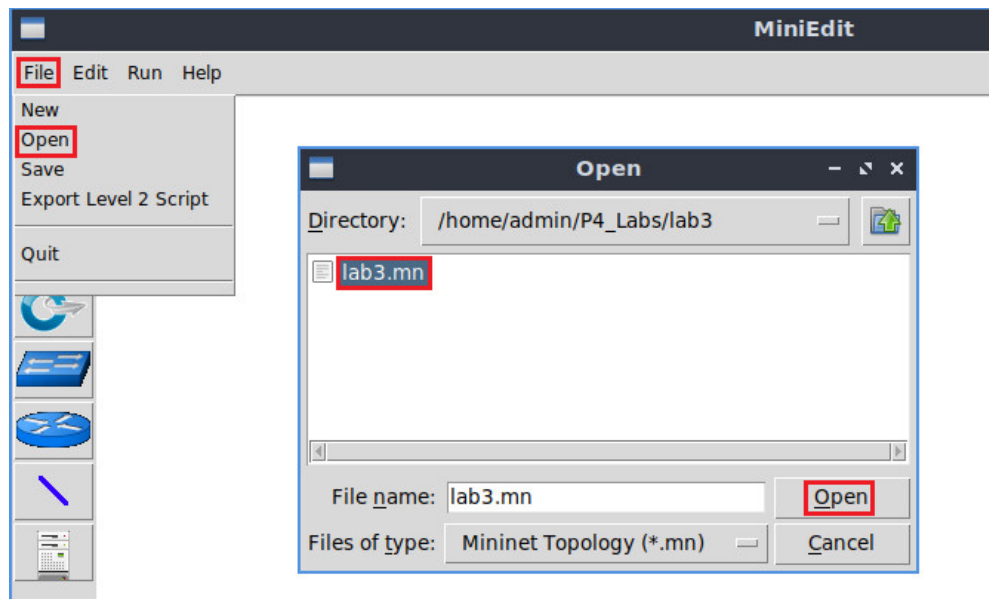 MiniEdit
File Edit Run Help
New
Open
Save
Export Level 2 Script
Quit
Open
Directory: /home/admin/P4_Labs/lab3
lab3.mn
File name: lab3.mn
Open
Files of type: Mininet Topology (*.mn)
Cancel